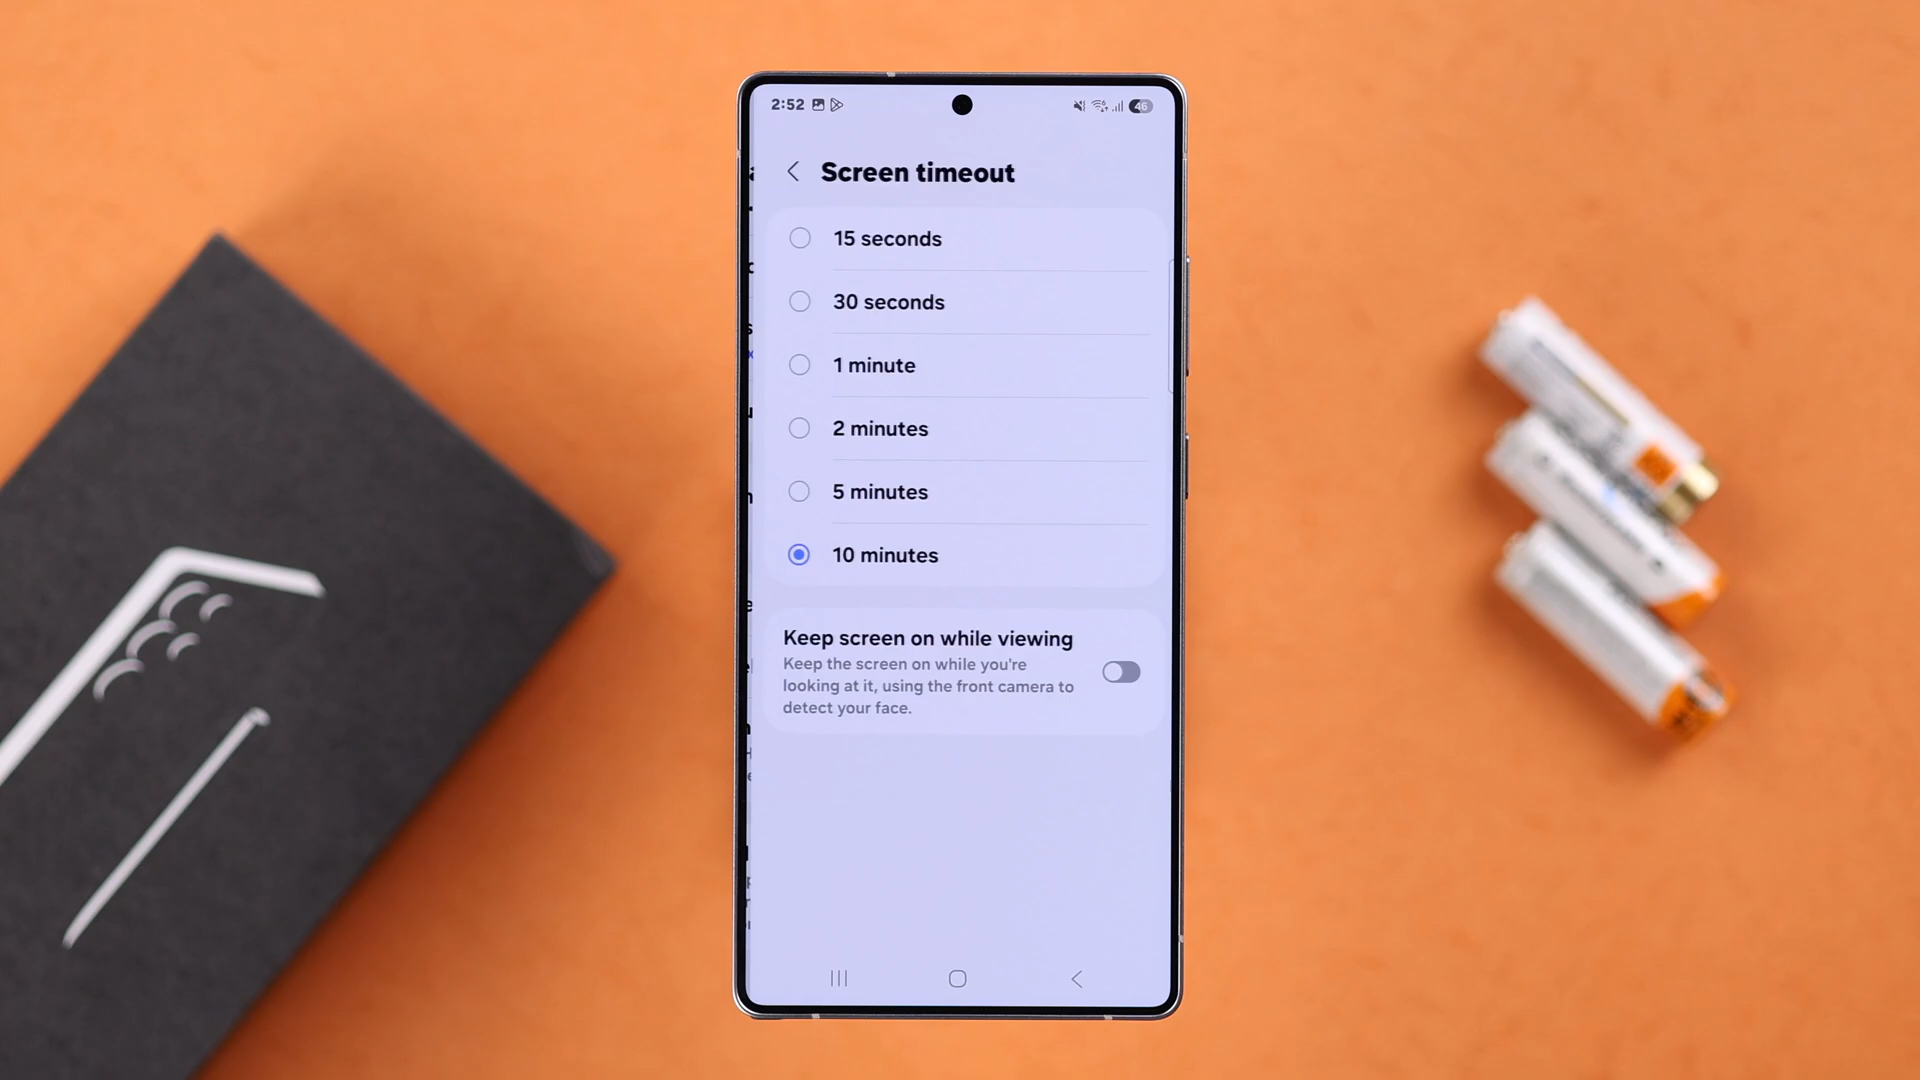 2:52
46
Screen timeout
15 seconds
30 seconds
1 minute
2 minutes
5 minutes
10 minutes
Keep screen on while viewing
Keep the screen on while you're
looking at it, using the front camera to
detect your face.